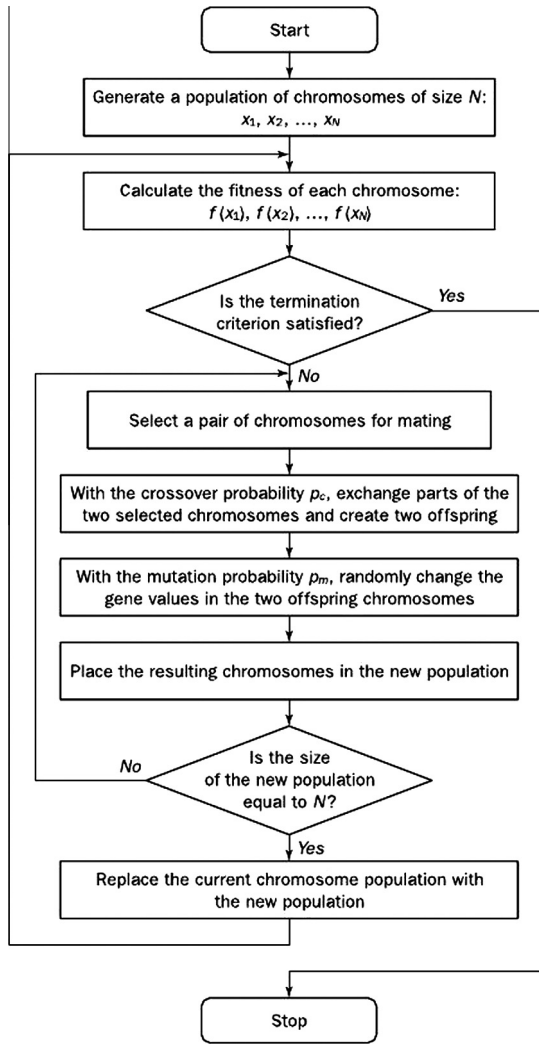 Start
Generate a population of chromosomes of size N:
x₁, x₂, ..., xN
Calculate the fitness of each chromosome:
f (x₁), f (x₂), ..., f (xN)
Is the termination
criterion satisfied?
Yes
No
Select a pair of chromosomes for mating
With the crossover probability pc, exchange parts of the
two selected chromosomes and create two offspring
With the mutation probability pm, randomly change the
gene values in the two offspring chromosomes
Place the resulting chromosomes in the new population
Is the size
of the new population
equal to N?
No
Yes
Replace the current chromosome population with
the new population
Stop